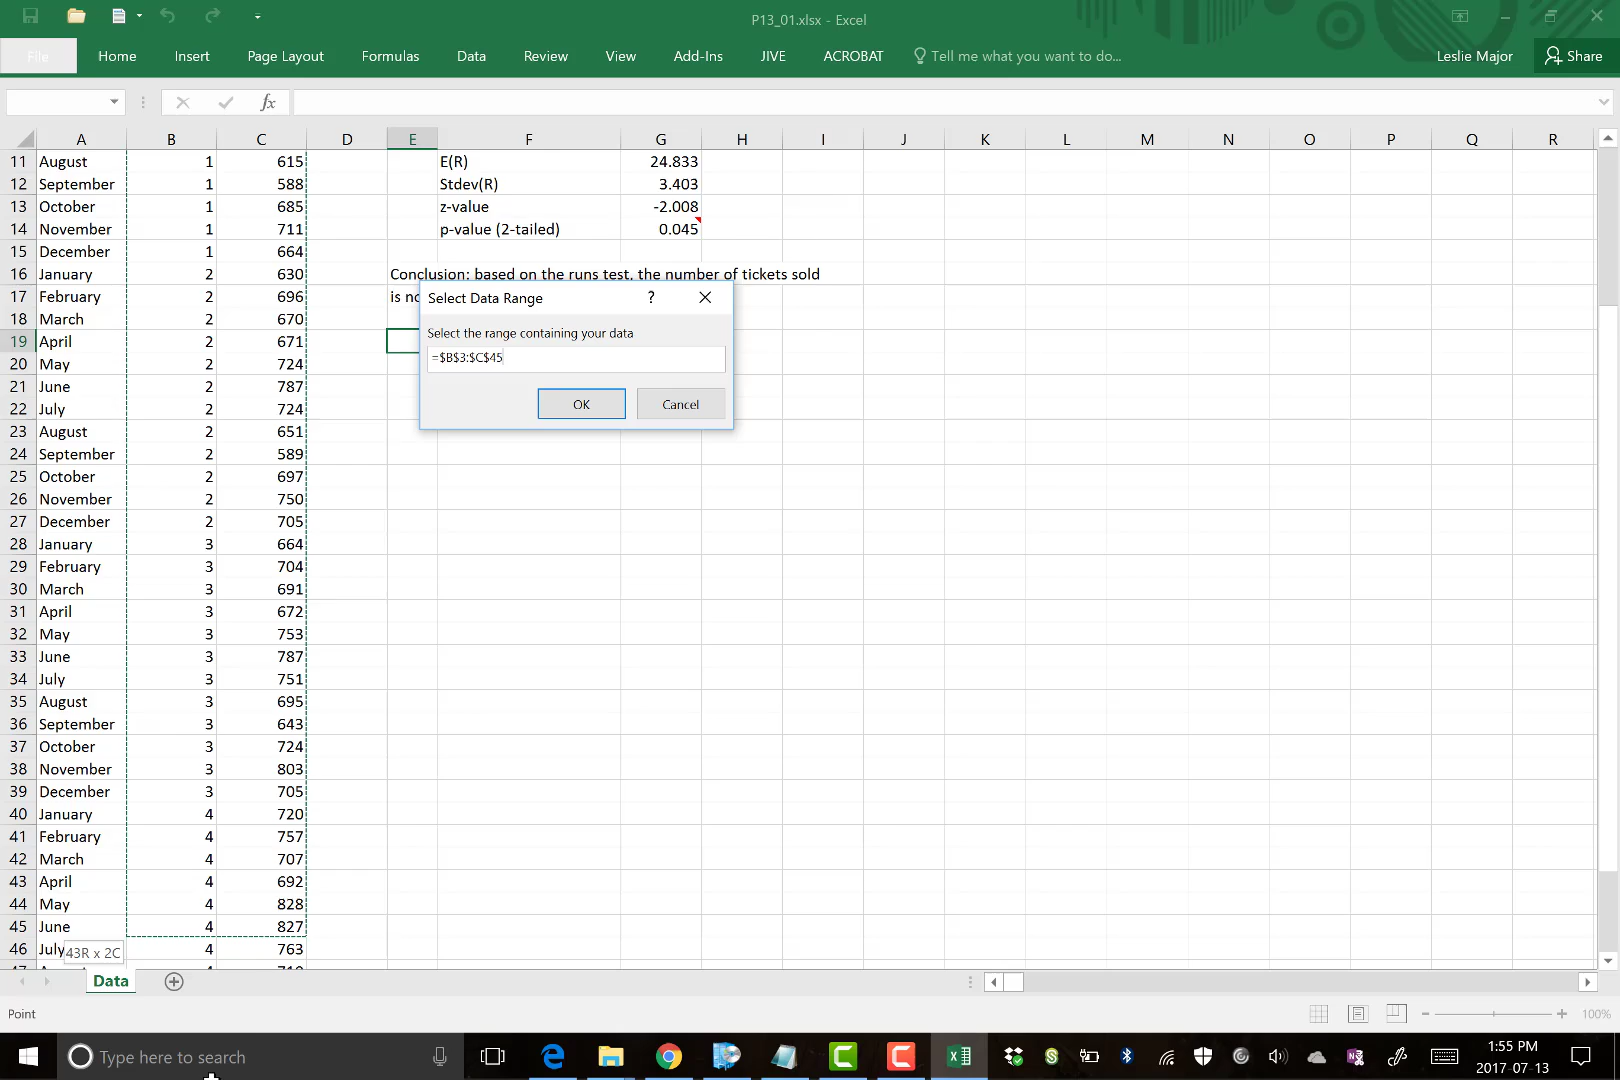 P13_01.xlsx - Excel
File Home Insert Page Layout Formulas Data Review View Add-Ins JIVE ACROBAT Tell me what you want to do... Leslie Major Share
fx
A B C D E F G H I J K L M N O P Q R
11 August 1 615 E(R) 24.833
12 September 1 588 Stdev(R) 3.403
13 October 1 685 z-value -2.008
14 November 1 711 p-value (2-tailed) 0.045
15 December 1 664
16 January 2 630 Conclusion: based on the runs test, the number of tickets sold
17 February 2 696 is
Select Data Range ? X
18 March 2 670
Select the range containing your data
19 April 2 671
=$B$3:$C$45
20 May 2 724
21 June 2 787
OK Cancel
22 July 2 724
23 August 2 651
24 September 2 589
25 October 2 697
26 November 2 750
27 December 2 705
28 January 3 664
29 February 3 704
30 March 3 691
31 April 3 672
32 May 3 753
33 June 3 787
34 July 3 751
35 August 3 695
36 September 3 643
37 October 3 724
38 November 3 803
39 December 3 705
40 January 4 720
41 February 4 757
42 March 4 707
43 April 4 692
44 May 4 828
45 June 4 827
46 July 4 763
43R x 2C
Data
Point 100%
Type here to search
1:55 PM
2017-07-13